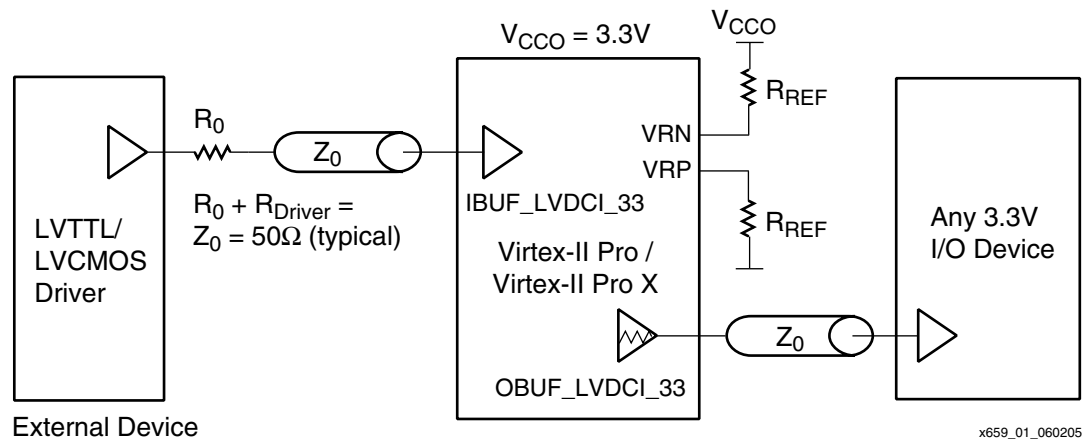 V_CCO = 3.3V
V_CCO
R_REF
R_0
Z_0
VRN
VRP
IBUF_LVDCI_33
R_0 + R_Driver =
Z_0 = 50Ω (typical)
LVTTL/
LVCMOS
Driver
R_REF
Virtex-II Pro /
Virtex-II Pro X
Any 3.3V
I/O Device
Z_0
OBUF_LVDCI_33
External Device
x659_01_060205